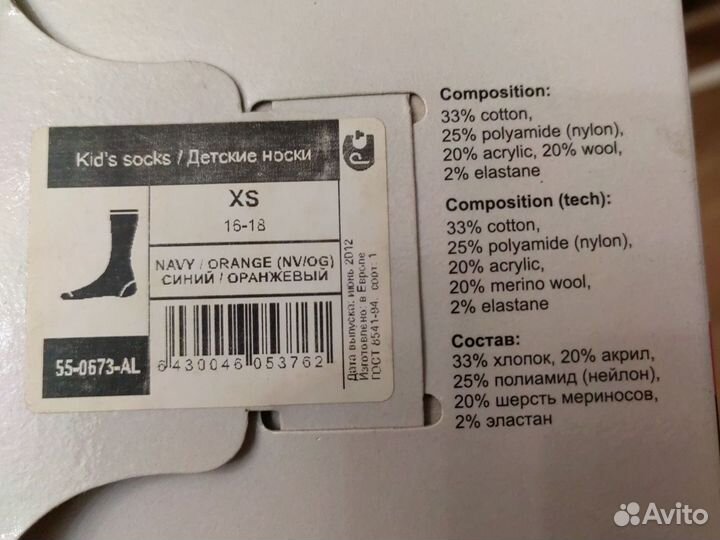 Kid's socks / Детские носки
XS
16-18
NAVY / ORANGE (NV/OG)
СИНИЙ / ОРАНЖЕВЫЙ
55-0673-AL
6 430046 053762
Дата выпуска: июнь 2012
Изготовлено: в Европе
ГОСТ 8541-94 сорт: 1
Composition:
33% cotton,
25% polyamide (nylon),
20% acrylic, 20% wool,
2% elastane
Composition (tech):
33% cotton,
25% polyamide (nylon),
20% acrylic,
20% merino wool,
2% elastane
Состав:
33% хлопок, 20% акрил,
25% полиамид (нейлон),
20% шерсть мериносов,
2% эластан
Avito